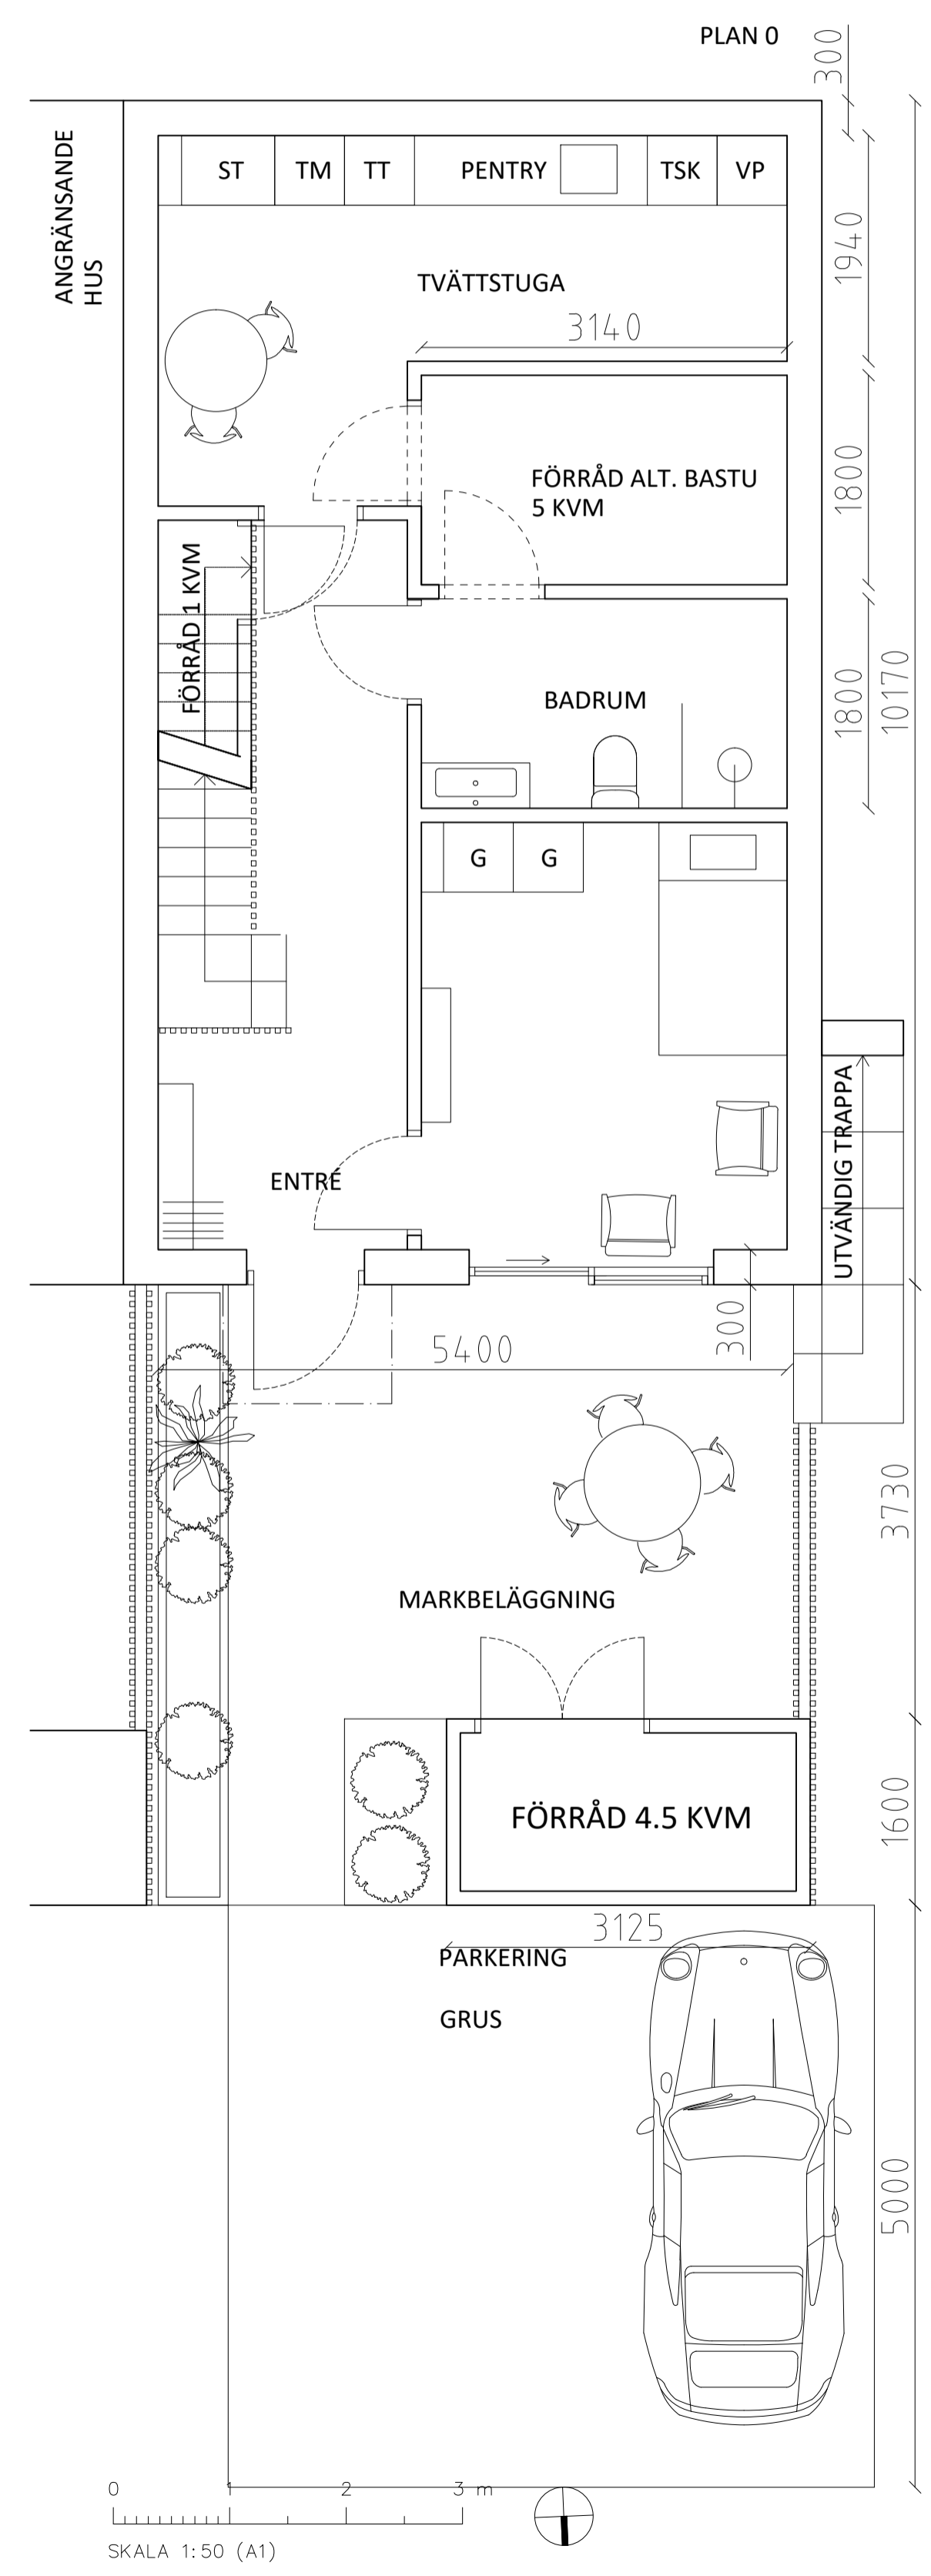 PLAN 0
300
ANGRÄNSANDE
HUS
ST
TM
TT
PENTRY
TSK
VP
1940
TVÄTTSTUGA
3140
FÖRRÅD ALT. BASTU
5 KVM
1800
FÖRRÅD 1 KVM
BADRUM
1800
10170
G
G
ENTRÉ
UTVÄNDIG TRAPPA
300
5400
3730
MARKBELÄGGNING
FÖRRÅD 4.5 KVM
1600
3125
PARKERING
GRUS
5000
0 1 2 3 m
SKALA 1:50 (A1)